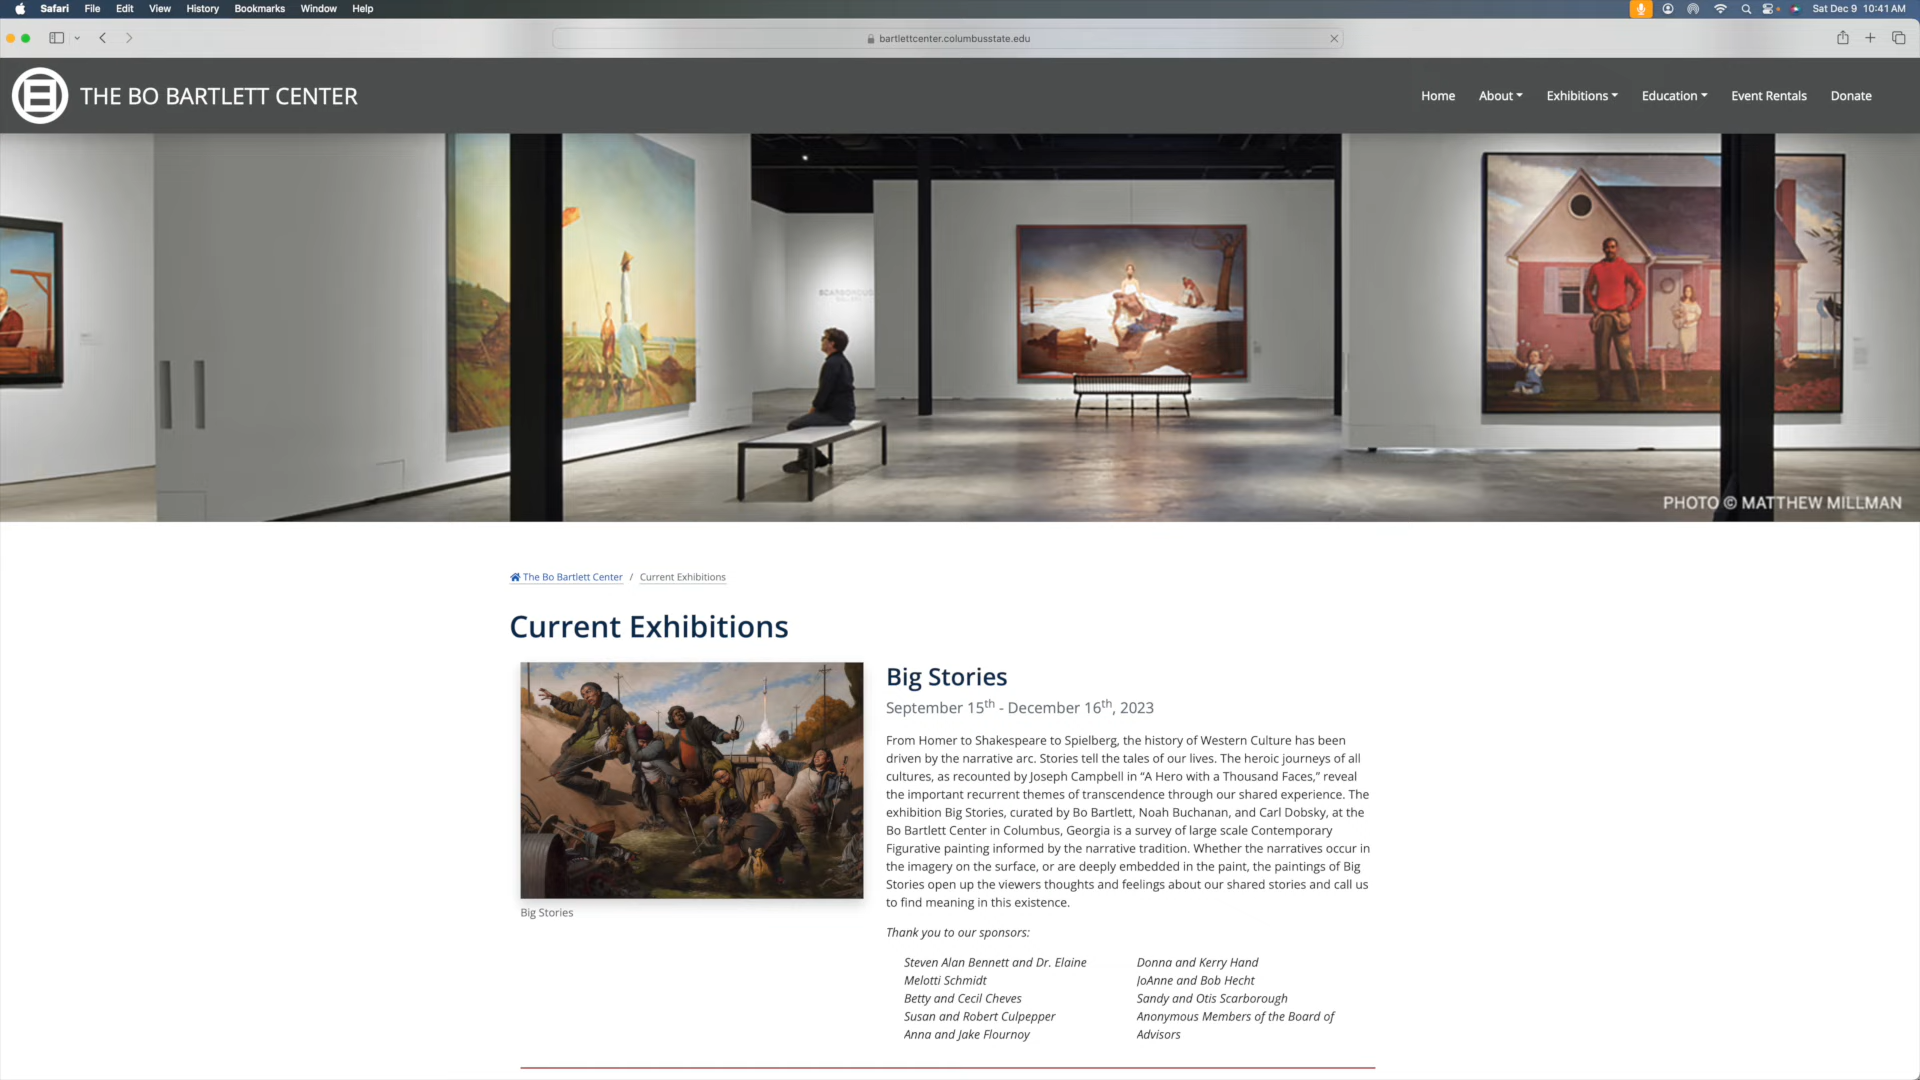 Safari File Edit View History Bookmarks Window Help
Sat Dec 9 10:41 AM
bartlettcenter.columbusstate.edu
THE BO BARTLETT CENTER
Home About Exhibitions Education Event Rentals Donate
SCARBOROUGH
PHOTO © MATTHEW MILLMAN
The Bo Bartlett Center / Current Exhibitions
Current Exhibitions
Big Stories
September 15th - December 16th, 2023
From Homer to Shakespeare to Spielberg, the history of Western Culture has been
driven by the narrative arc. Stories tell the tales of our lives. The heroic journeys of all
cultures, as recounted by Joseph Campbell in “A Hero with a Thousand Faces,” reveal
the important recurrent themes of transcendence through our shared experience. The
exhibition Big Stories, curated by Bo Bartlett, Noah Buchanan, and Carl Dobsky, at the
Bo Bartlett Center in Columbus, Georgia is a survey of large scale Contemporary
Figurative painting informed by the narrative tradition. Whether the narratives occur in
the imagery on the surface, or are deeply embedded in the paint, the paintings of Big
Stories open up the viewers thoughts and feelings about our shared stories and call us
to find meaning in this existence.
Big Stories
Thank you to our sponsors:
Steven Alan Bennett and Dr. Elaine
Melotti Schmidt
Betty and Cecil Cheves
Susan and Robert Culpepper
Anna and Jake Flournoy
Donna and Kerry Hand
JoAnne and Bob Hecht
Sandy and Otis Scarborough
Anonymous Members of the Board of
Advisors